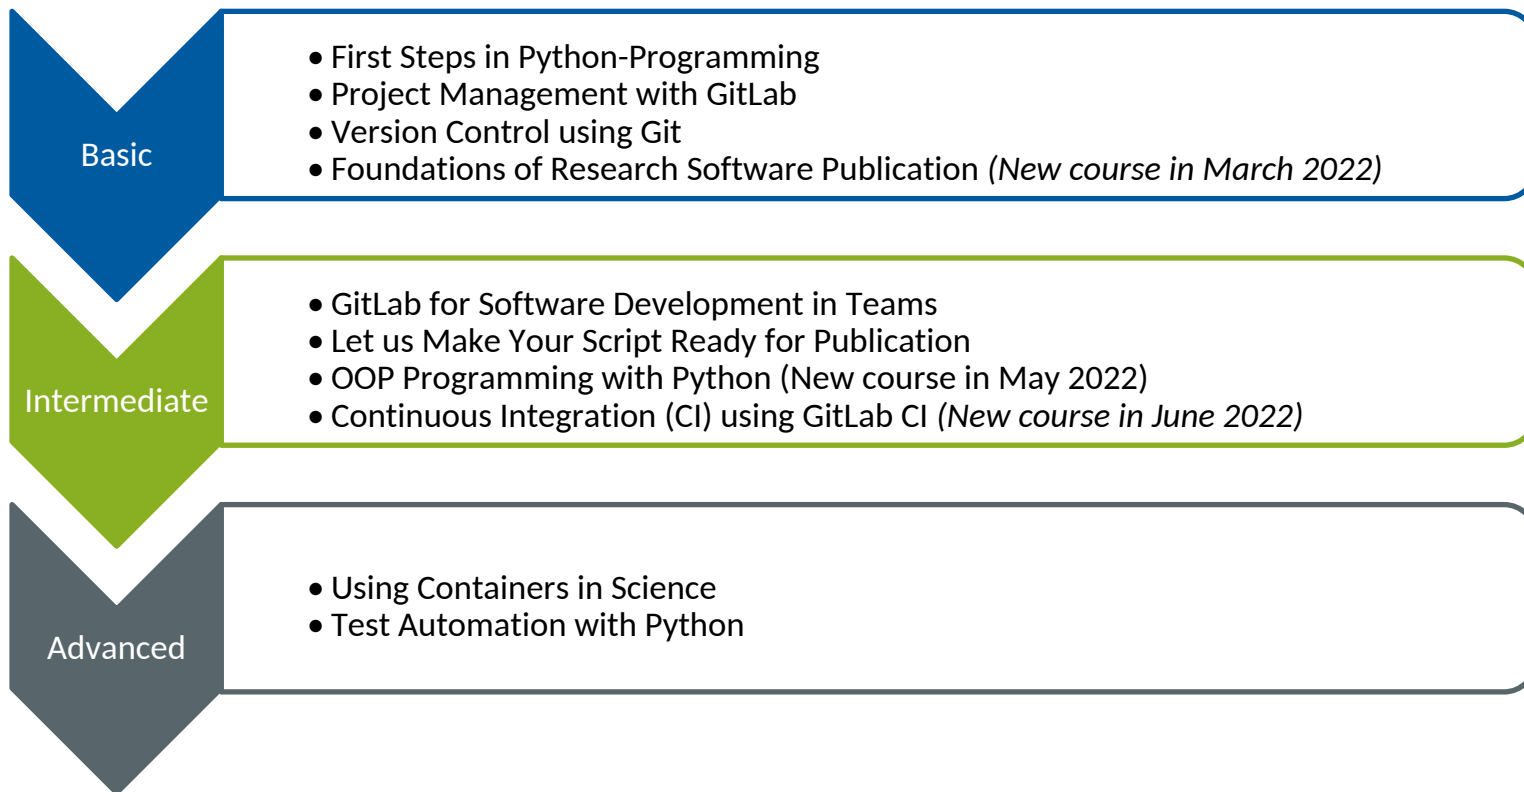 Basic
• First Steps in Python-Programming
• Project Management with GitLab
• Version Control using Git
• Foundations of Research Software Publication (New course in March 2022)
Intermediate
• GitLab for Software Development in Teams
• Let us Make Your Script Ready for Publication
• OOP Programming with Python (New course in May 2022)
• Continuous Integration (CI) using GitLab CI (New course in June 2022)
Advanced
• Using Containers in Science
• Test Automation with Python